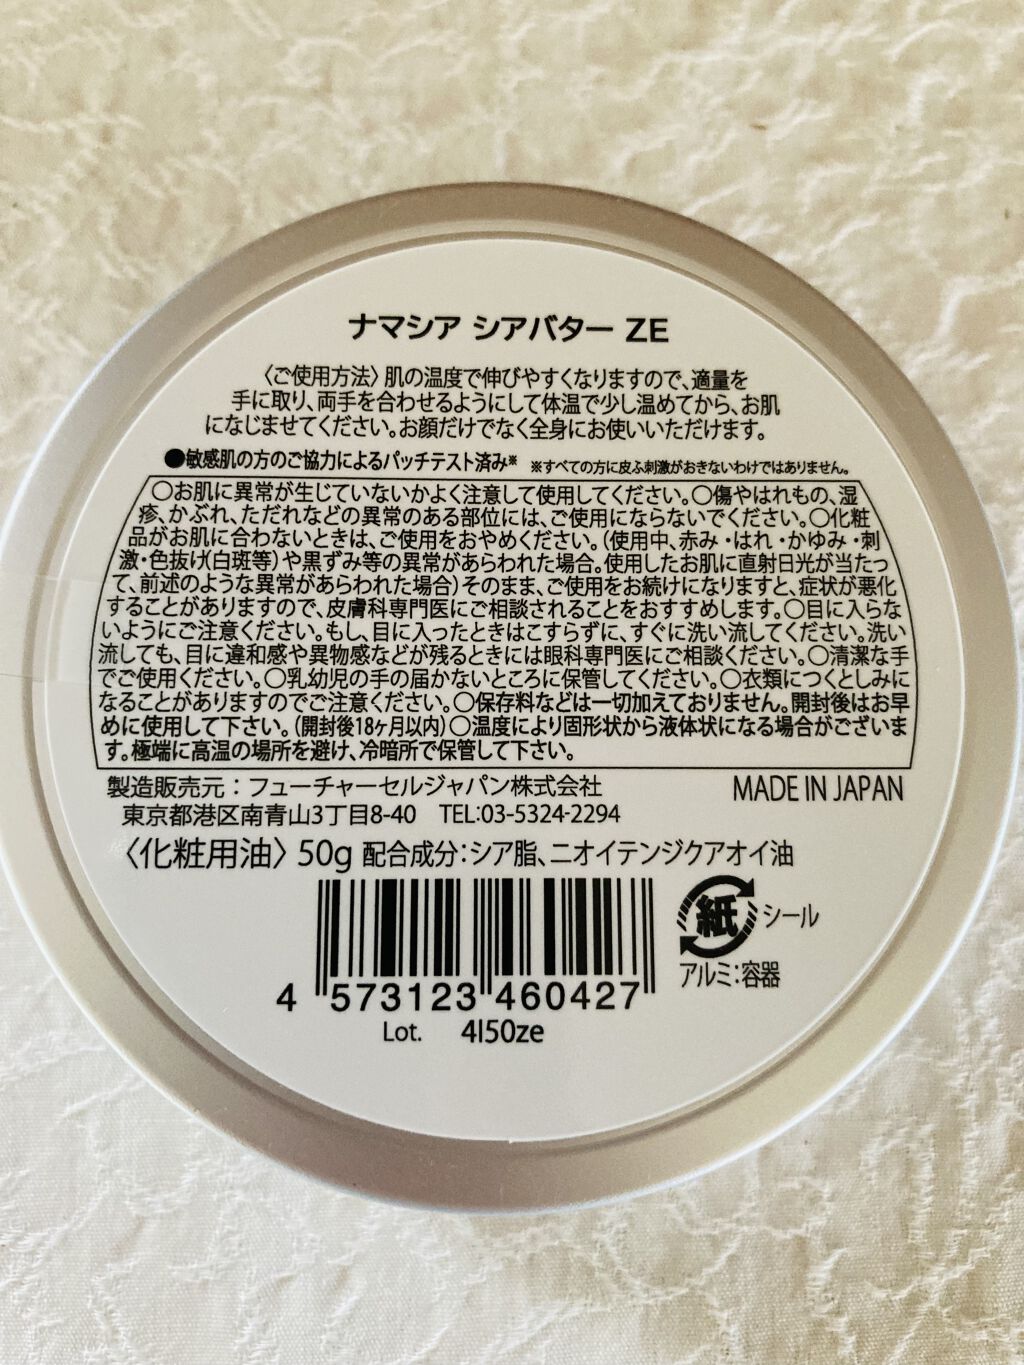 ナマシア シアバター ZE
〈ご使用方法〉肌の温度で伸びやすくなりますので、適量を
手に取り、両手を合わせるようにして体温で少し温めてから、お肌
になじませてください。お顔だけでなく全身にお使いいただけます。
●敏感肌の方のご協力によるパッチテスト済み※ ※すべての方に皮ふ刺激がおきないわけではありません。
○お肌に異常が生じていないかよく注意して使用してください。○傷やはれもの、湿
疹、かぶれ、ただれなどの異常のある部位には、ご使用にならないでください。○化粧
品がお肌に合わないときは、ご使用をおやめください。(使用中、赤み・はれ・かゆみ・刺
激・色抜け(白斑等)や黒ずみ等の異常があらわれた場合。使用したお肌に直射日光が当たっ
て、前述のような異常があらわれた場合)そのまま、ご使用をお続けになりますと、症状が悪化
することがありますので、皮膚科専門医にご相談されることをおすすめします。○目に入らな
いようにご注意ください。もし、目に入ったときはこすらずに、すぐに洗い流してください。洗い
流しても、目に違和感や異物感などが残るときには眼科専門医にご相談ください。○清潔な手
でご使用ください。○乳幼児の手の届かないところに保管してください。○衣類につくとしみに
なることがありますのでご注意ください。○保存料などは一切加えておりません。開封後はお早
めに使用して下さい。(開封後18ヶ月以内)○温度により固形状から液体状になる場合がございま
す。極端に高温の場所を避け、冷暗所で保管して下さい。
製造販売元：フューチャーセルジャパン株式会社 MADE IN JAPAN
東京都港区南青山3丁目8-40 TEL:03-5324-2294
〈化粧用油〉50g 配合成分:シア脂、ニオイテンジクアオイ油
紙 シール
アルミ:容器
4 573123 460427
Lot. 4I50ze